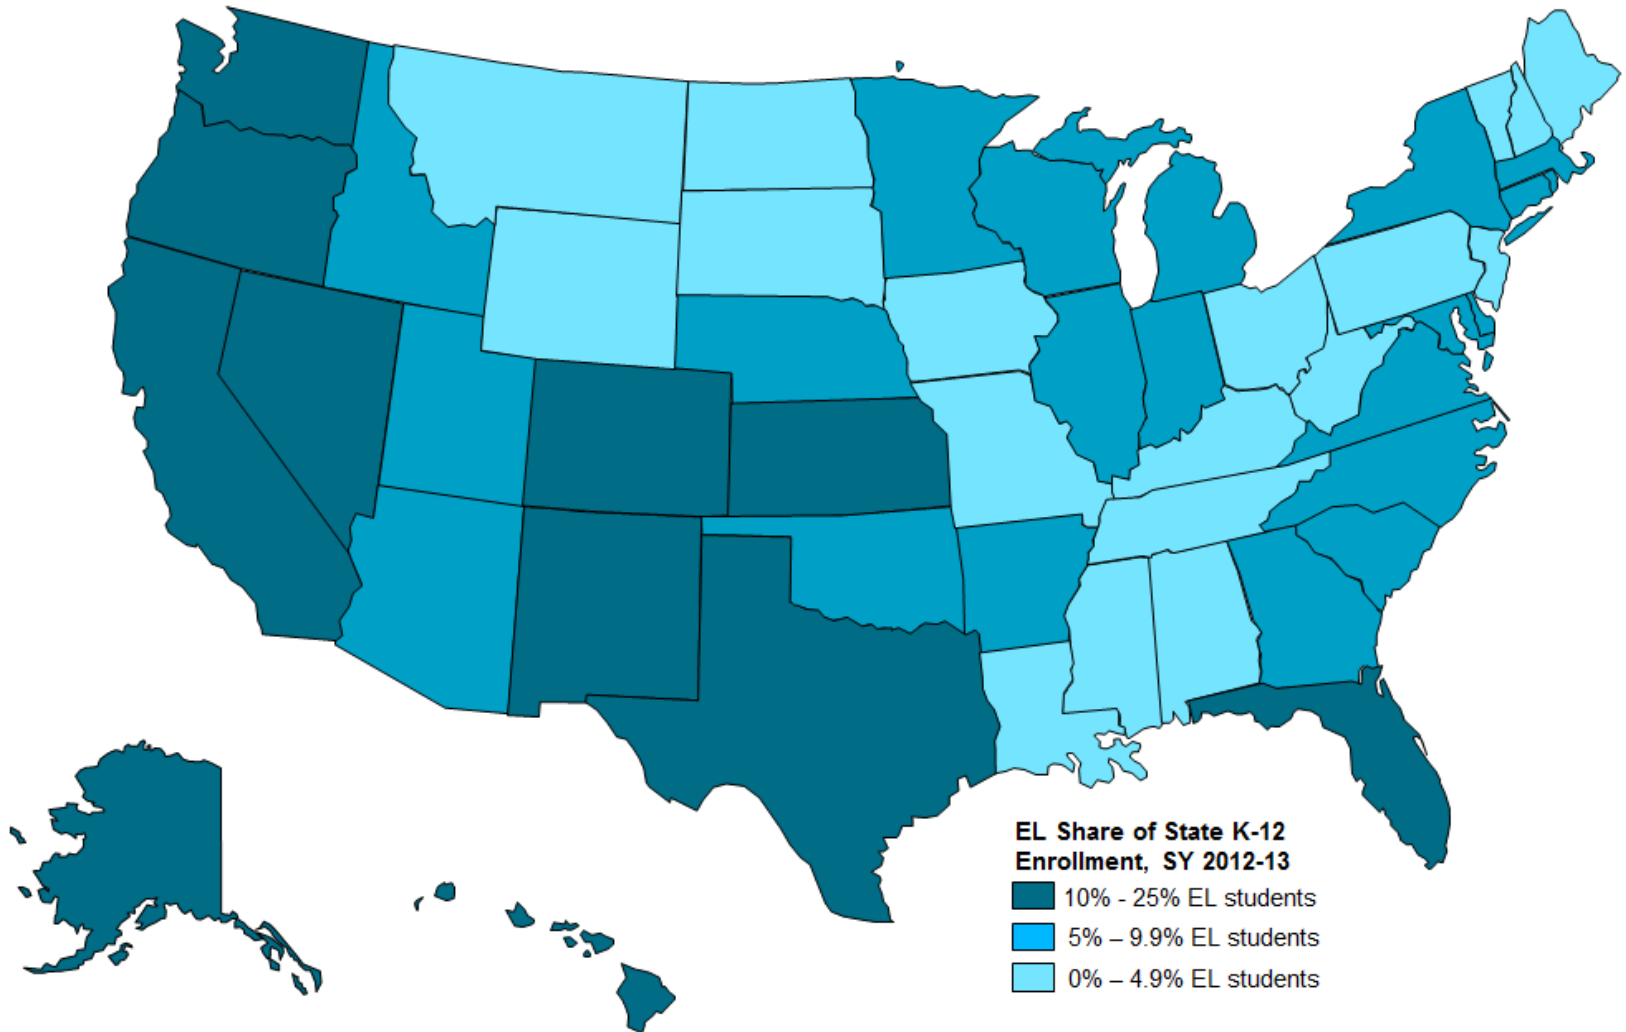 EL Share of State K-12
Enrollment, SY 2012-13
10% - 25% EL students
5% – 9.9% EL students
0% – 4.9% EL students